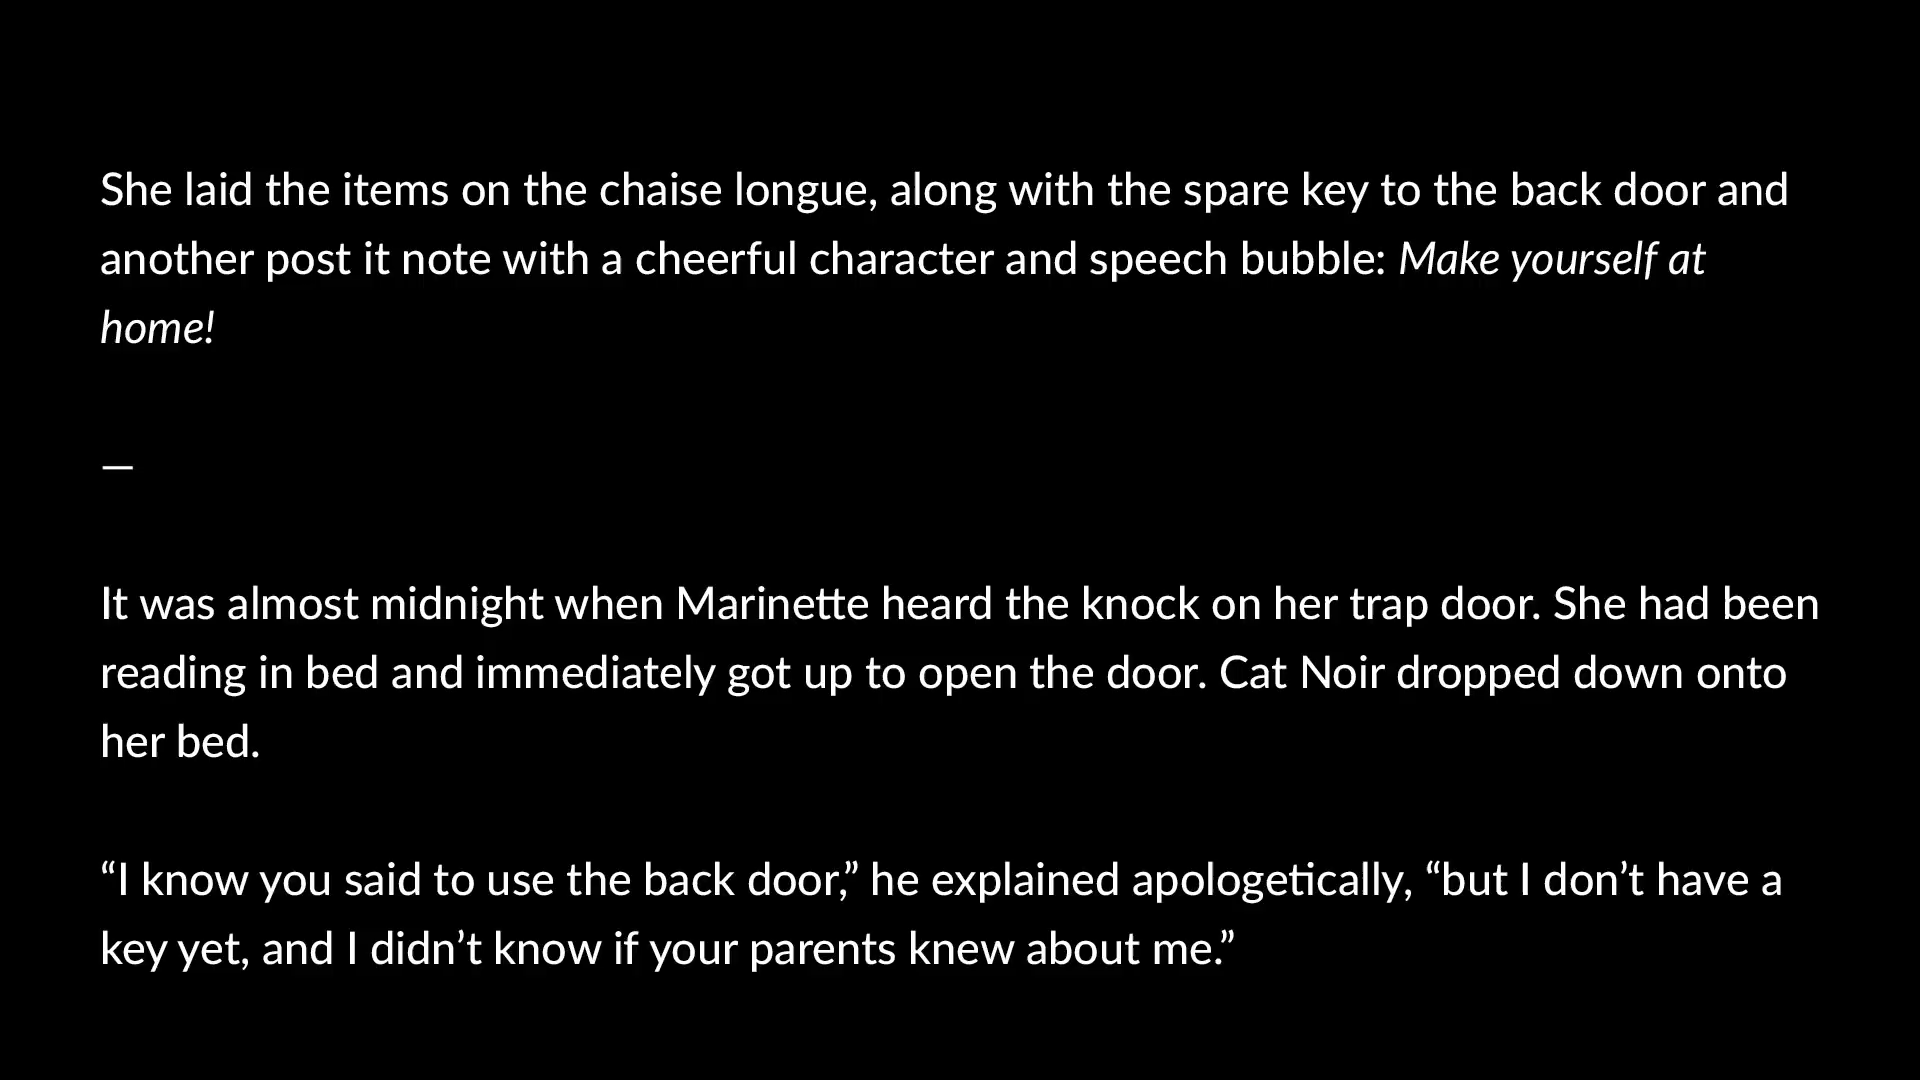 She laid the items on the chaise longue, along with the spare key to the back door and
another post it note with a cheerful character and speech bubble: Make yourself at
home!
—
It was almost midnight when Marinette heard the knock on her trap door. She had been
reading in bed and immediately got up to open the door. Cat Noir dropped down onto
her bed.
“I know you said to use the back door,” he explained apologetically, “but I don’t have a
key yet, and I didn’t know if your parents knew about me.”